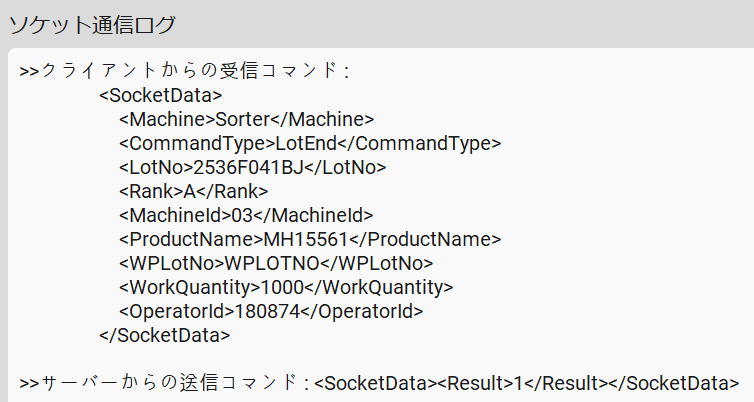 ソケット通信ログ
>>クライアントからの受信コマンド :
<SocketData>
<Machine>Sorter</Machine>
<CommandType>LotEnd</CommandType>
<LotNo>2536F041BJ</LotNo>
<Rank>A</Rank>
<MachineId>03</MachineId>
<ProductName>MH15561</ProductName>
<WPLotNo>WPLOTNO</WPLotNo>
<WorkQuantity>1000</WorkQuantity>
<OperatorId>180874</OperatorId>
</SocketData>
>>サーバーからの送信コマンド : <SocketData><Result>1</Result></SocketData>